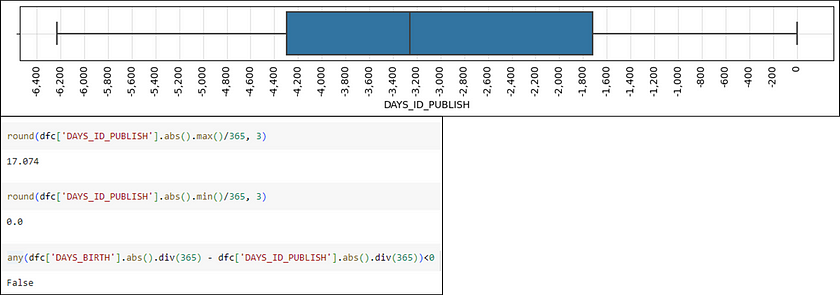 -6,400 -6,200 -6,000 -5,800 -5,600 -5,400 -5,200 -5,000 -4,800 -4,600 -4,400 -4,200 -4,000 -3,800 -3,600 -3,400 -3,200 -3,000 -2,800 -2,600 -2,400 -2,200 -2,000 -1,800 -1,600 -1,400 -1,200 -1,000 -800 -600 -400 -200 0
DAYS_ID_PUBLISH
round(dfc['DAYS_ID_PUBLISH'].abs().max()/365, 3)
17.074
round(dfc['DAYS_ID_PUBLISH'].abs().min()/365, 3)
0.0
any(dfc['DAYS_BIRTH'].abs().div(365) - dfc['DAYS_ID_PUBLISH'].abs().div(365))<0
False